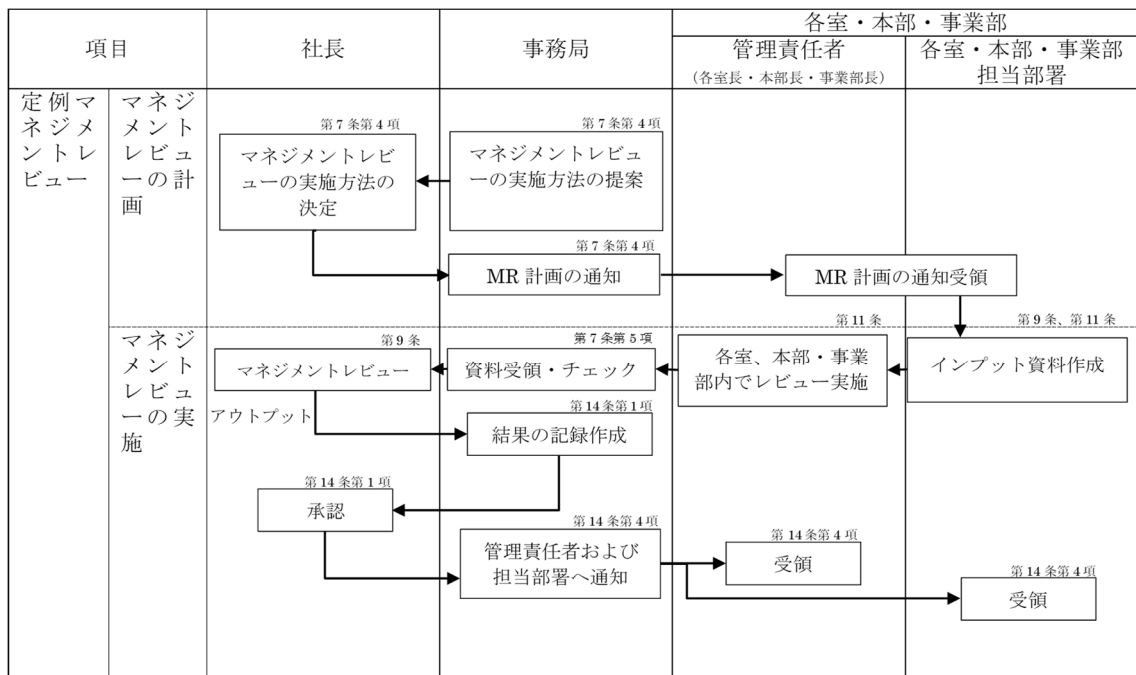 項目
社長
事務局
各室・本部・事業部
管理責任者
(各室長・本部長・事業部長)
各室・本部・事業部
担当部署
定例マ
ネジメ
ントレ
ビュー
マネジ
メント
レビュ
ーの計
画
第7条第4項
マネジメントレビ
ューの実施方法の
決定
第7条第4項
マネジメントレビュ
ーの実施方法の提案
第7条第4項
MR 計画の通知
MR 計画の通知受領
マネジ
メント
レビュ
ーの実
施
第9条、第11条
インプット資料作成
第11条
各室、本部・事業
部内でレビュー実施
第7条第5項
資料受領・チェック
第9条
マネジメントレビュー
アウトプット
第14条第1項
結果の記録作成
第14条第1項
承認
第14条第4項
管理責任者および
担当部署へ通知
第14条第4項
受領
第14条第4項
受領